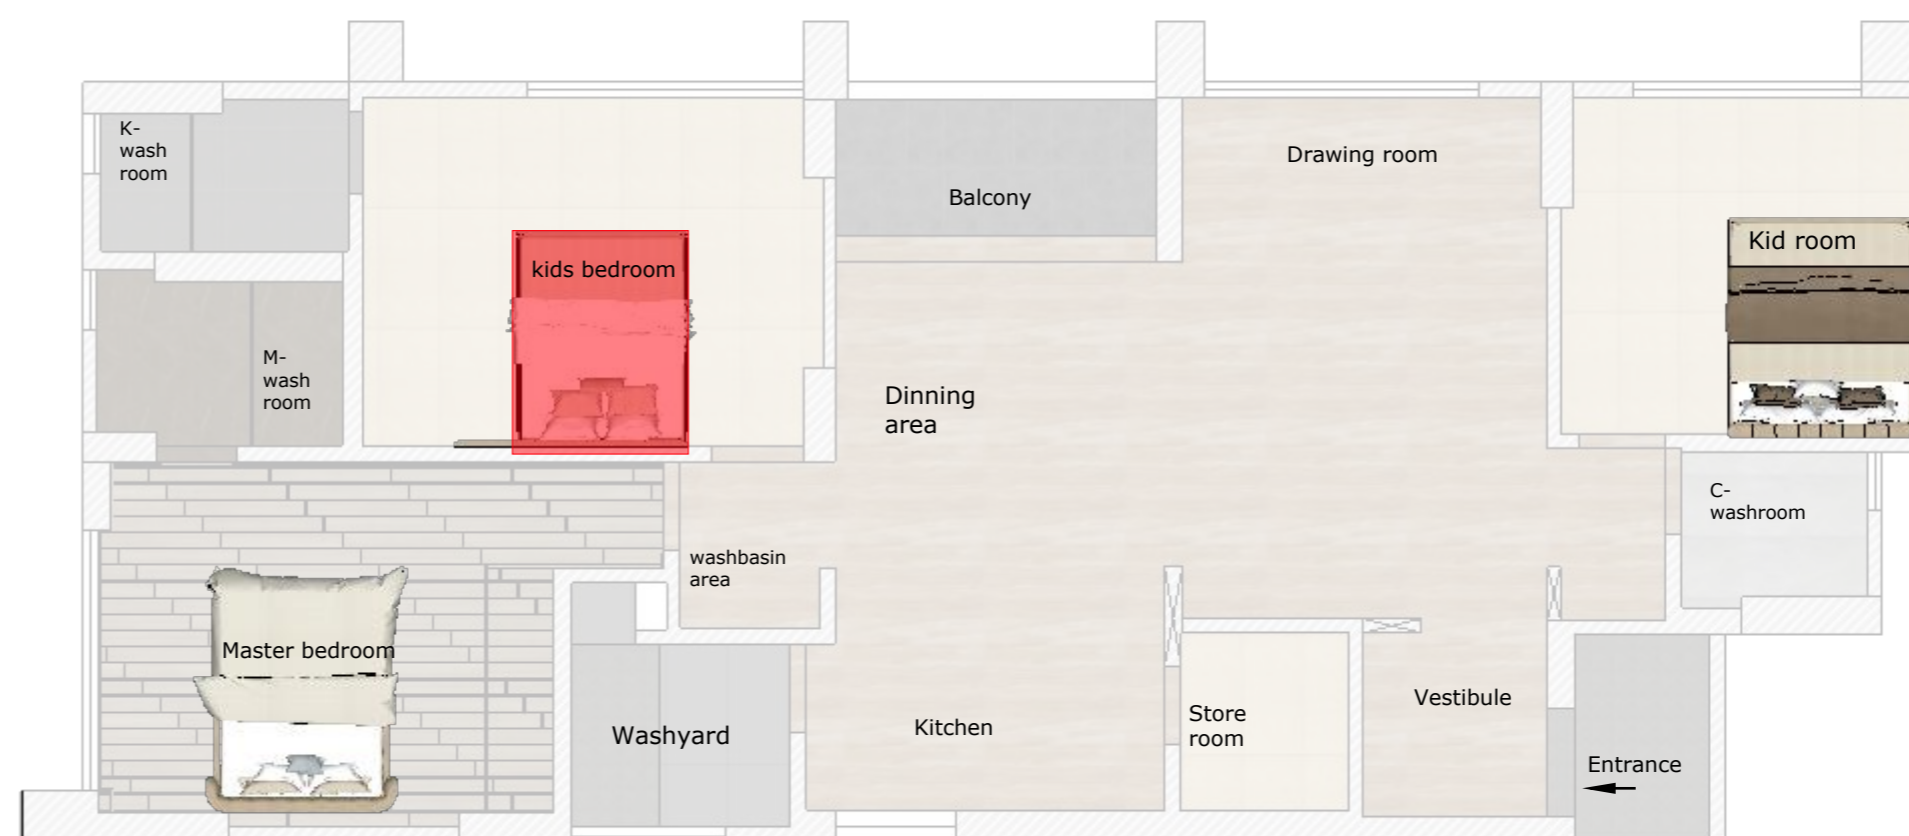 K-
wash
room
Drawing room
Balcony
Kid room
kids bedroom
M-
wash
room
Dinning
area
C-
washroom
washbasin
area
Master bedroom
Washyard
Kitchen
Store
room
Vestibule
Entrance